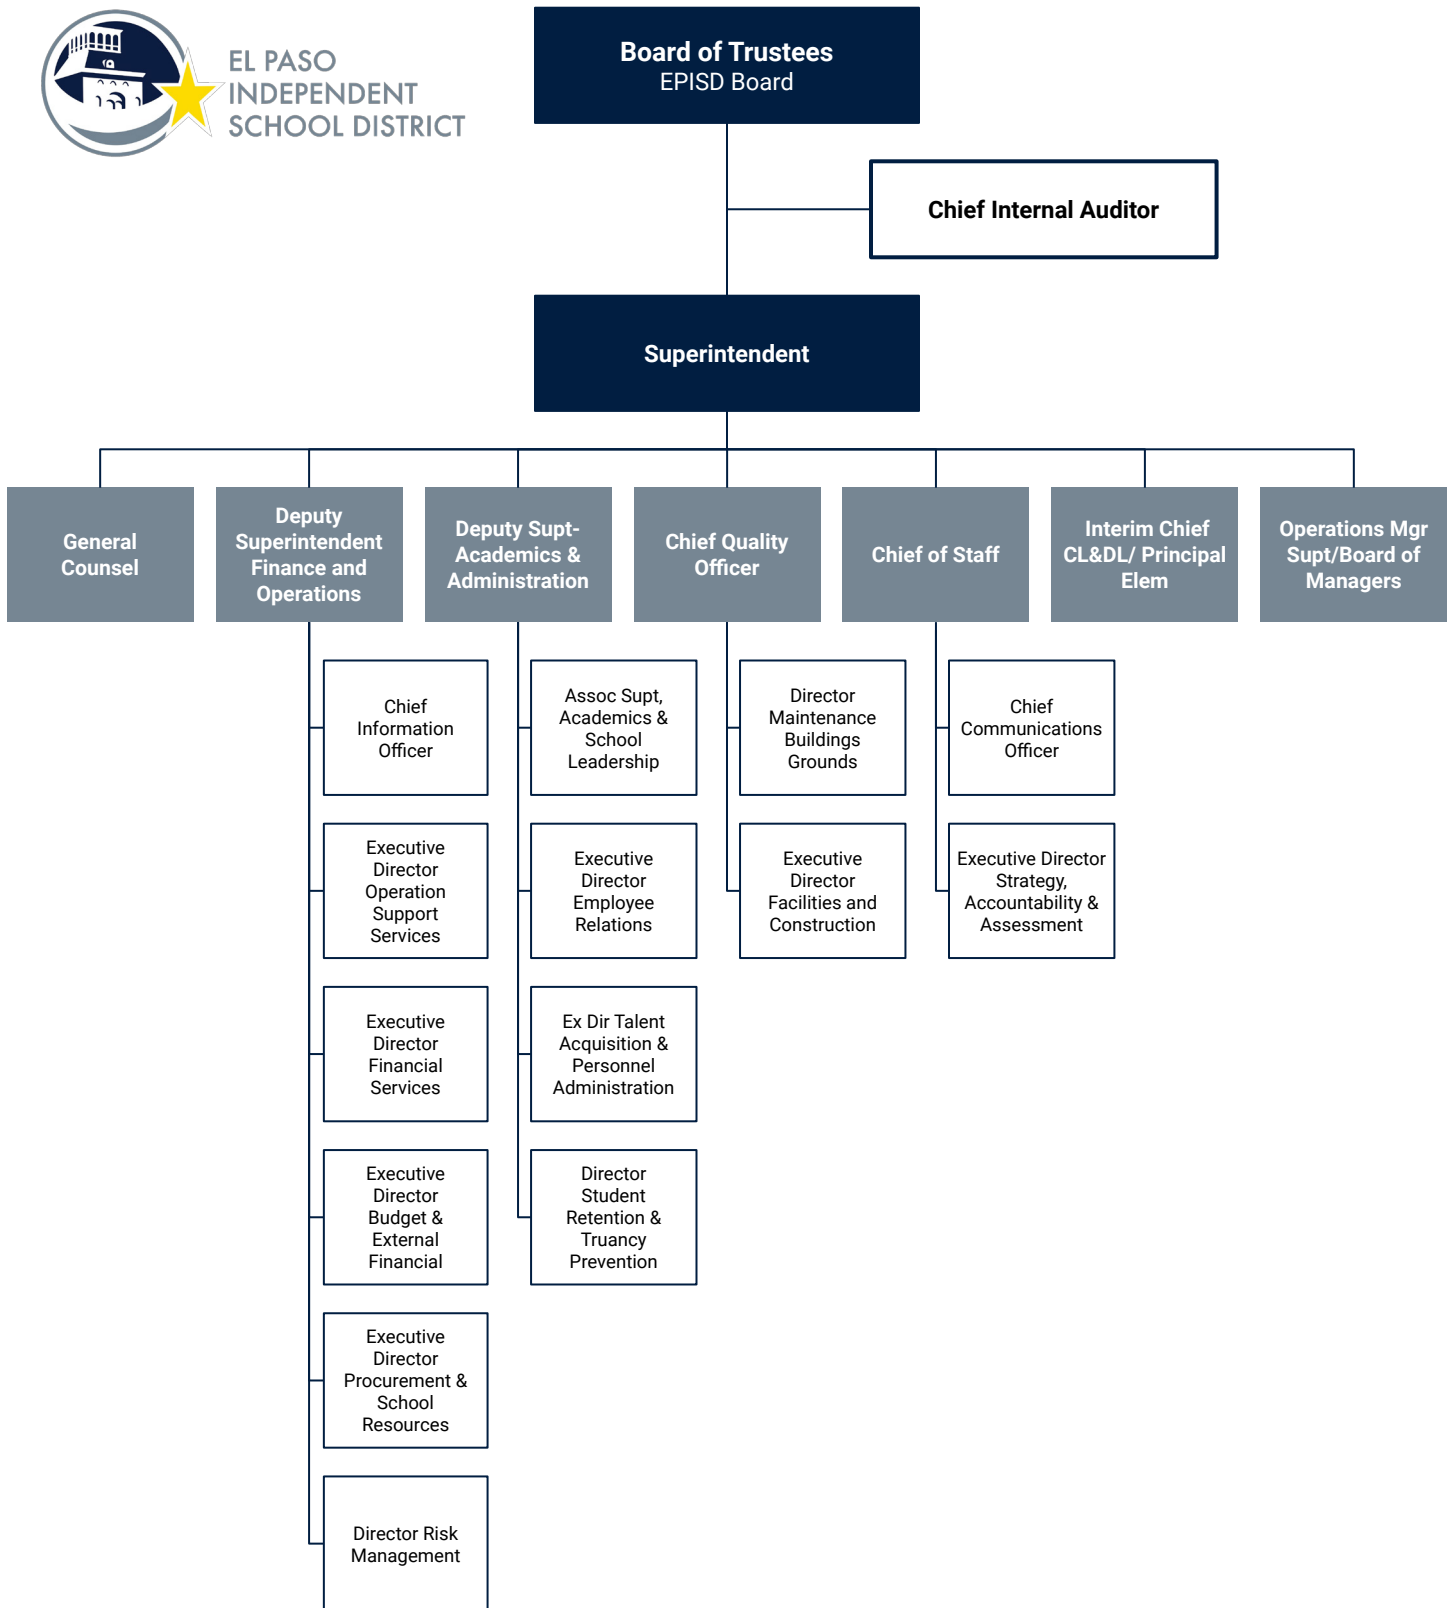 EL PASO
INDEPENDENT
SCHOOL DISTRICT
Board of Trustees
EPISD Board
Chief Internal Auditor
Superintendent
General
Counsel
Deputy
Superintendent
Finance and
Operations
Deputy Supt-
Academics &
Administration
Chief Quality
Officer
Chief of Staff
Interim Chief
CL&DL/ Principal
Elem
Operations Mgr
Supt/Board of
Managers
Chief
Information
Officer
Executive
Director
Operation
Support
Services
Executive
Director
Financial
Services
Executive
Director
Budget &
External
Financial
Executive
Director
Procurement &
School
Resources
Director Risk
Management
Assoc Supt,
Academics &
School
Leadership
Executive
Director
Employee
Relations
Ex Dir Talent
Acquisition &
Personnel
Administration
Director
Student
Retention &
Truancy
Prevention
Director
Maintenance
Buildings
Grounds
Executive
Director
Facilities and
Construction
Chief
Communications
Officer
Executive Director
Strategy,
Accountability &
Assessment